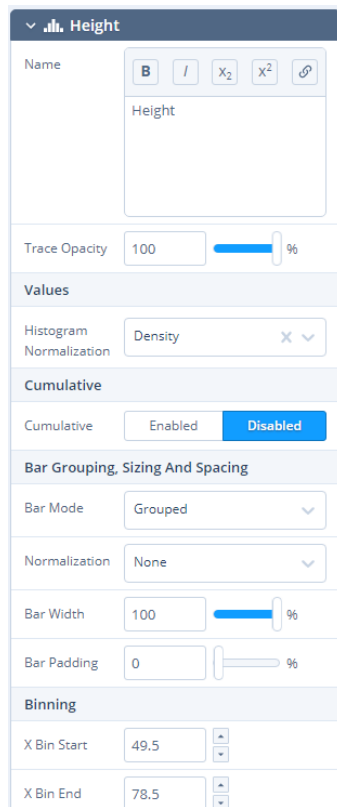 Height
Name
B I X2 X2
Height
Trace Opacity 100 %
Values
Histogram
Normalization
Density
Cumulative
Cumulative Enabled Disabled
Bar Grouping, Sizing And Spacing
Bar Mode Grouped
Normalization None
Bar Width 100 %
Bar Padding 0 %
Binning
X Bin Start 49.5
X Bin End 78.5